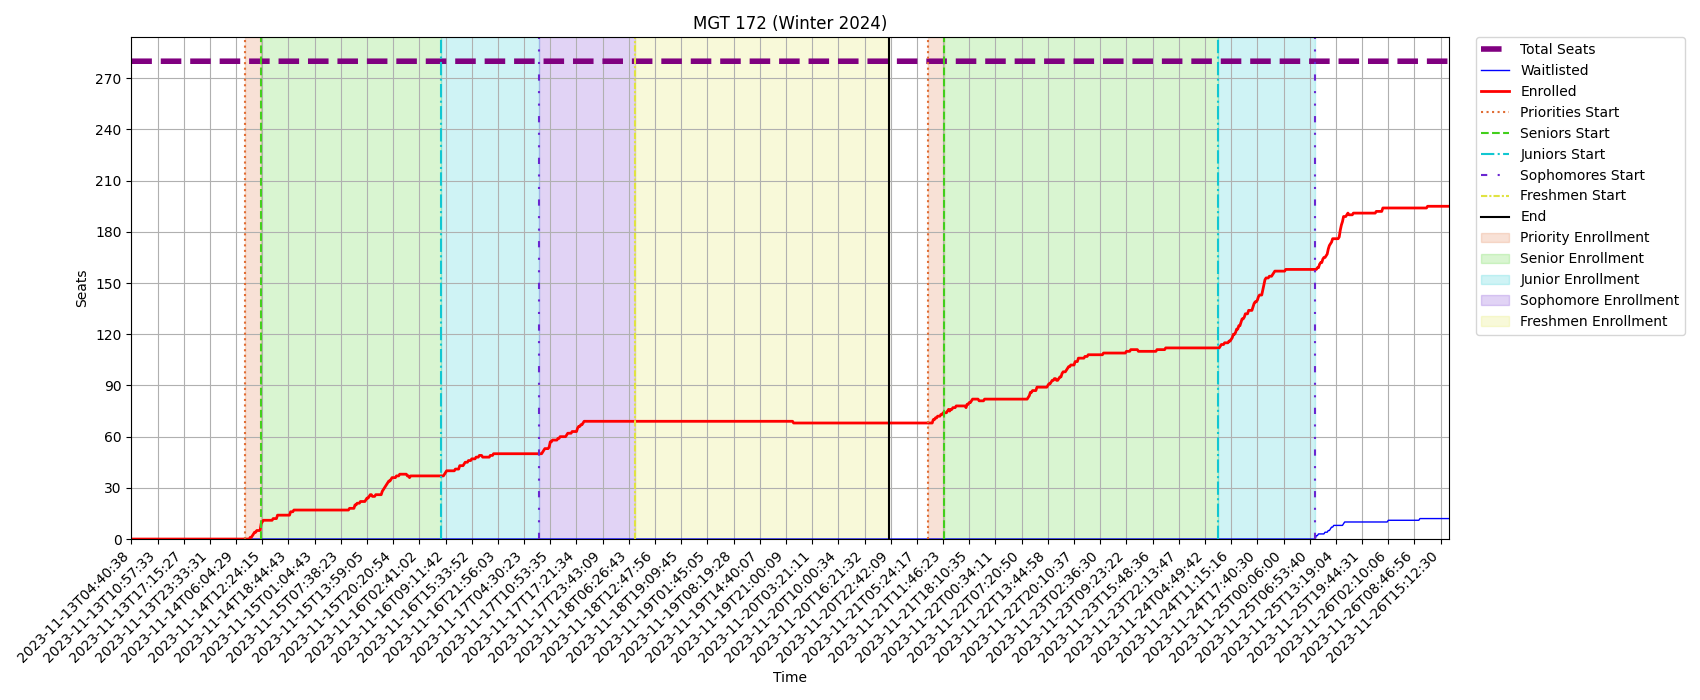 MGT 172 (Winter 2024)
Seats
270
240
210
180
150
120
90
60
30
0
2023-11-13T04:40:38
2023-11-13T10:57:33
2023-11-13T17:15:27
2023-11-13T23:33:31
2023-11-14T06:04:29
2023-11-14T12:24:15
2023-11-14T18:44:43
2023-11-15T01:04:43
2023-11-15T07:38:23
2023-11-15T13:59:05
2023-11-15T20:20:54
2023-11-16T02:41:02
2023-11-16T09:11:42
2023-11-16T15:33:52
2023-11-16T21:56:03
2023-11-17T04:30:23
2023-11-17T10:53:35
2023-11-17T17:21:34
2023-11-17T23:43:09
2023-11-18T06:26:43
2023-11-18T12:47:56
2023-11-18T19:09:45
2023-11-19T01:45:05
2023-11-19T08:19:28
2023-11-19T14:40:07
2023-11-19T21:00:09
2023-11-20T03:21:11
2023-11-20T10:00:34
2023-11-20T16:21:32
2023-11-20T22:42:09
2023-11-21T05:24:17
2023-11-21T11:46:23
2023-11-21T18:10:35
2023-11-22T00:34:11
2023-11-22T07:20:50
2023-11-22T13:44:58
2023-11-22T20:10:37
2023-11-23T02:36:30
2023-11-23T09:23:22
2023-11-23T15:48:36
2023-11-23T22:13:47
2023-11-24T04:49:42
2023-11-24T11:15:16
2023-11-24T17:40:30
2023-11-25T00:06:00
2023-11-25T06:53:40
2023-11-25T13:19:04
2023-11-25T19:44:31
2023-11-26T02:10:06
2023-11-26T08:46:56
2023-11-26T15:12:30
Time
Total Seats
Waitlisted
Enrolled
Priorities Start
Seniors Start
Juniors Start
Sophomores Start
Freshmen Start
End
Priority Enrollment
Senior Enrollment
Junior Enrollment
Sophomore Enrollment
Freshmen Enrollment